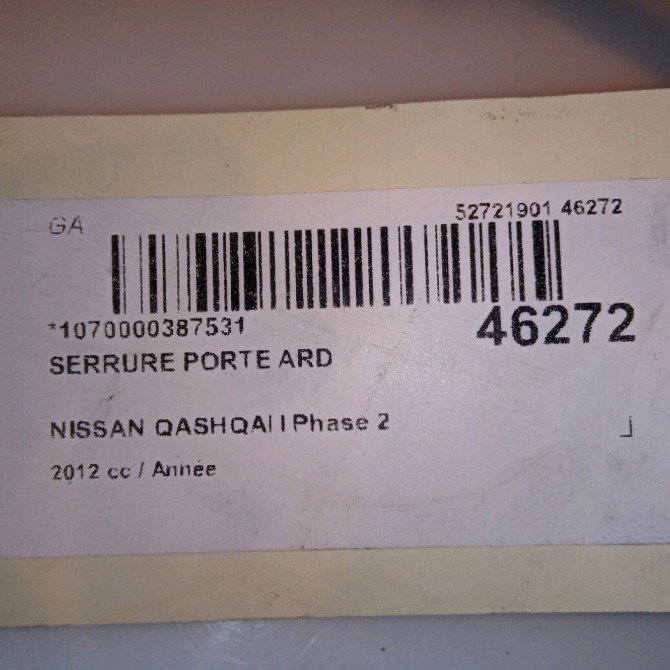 GA
52721901 46272
*1070000387531
46272
SERRURE PORTE ARD
NISSAN QASHQAI I Phase 2
2012 cc / Année